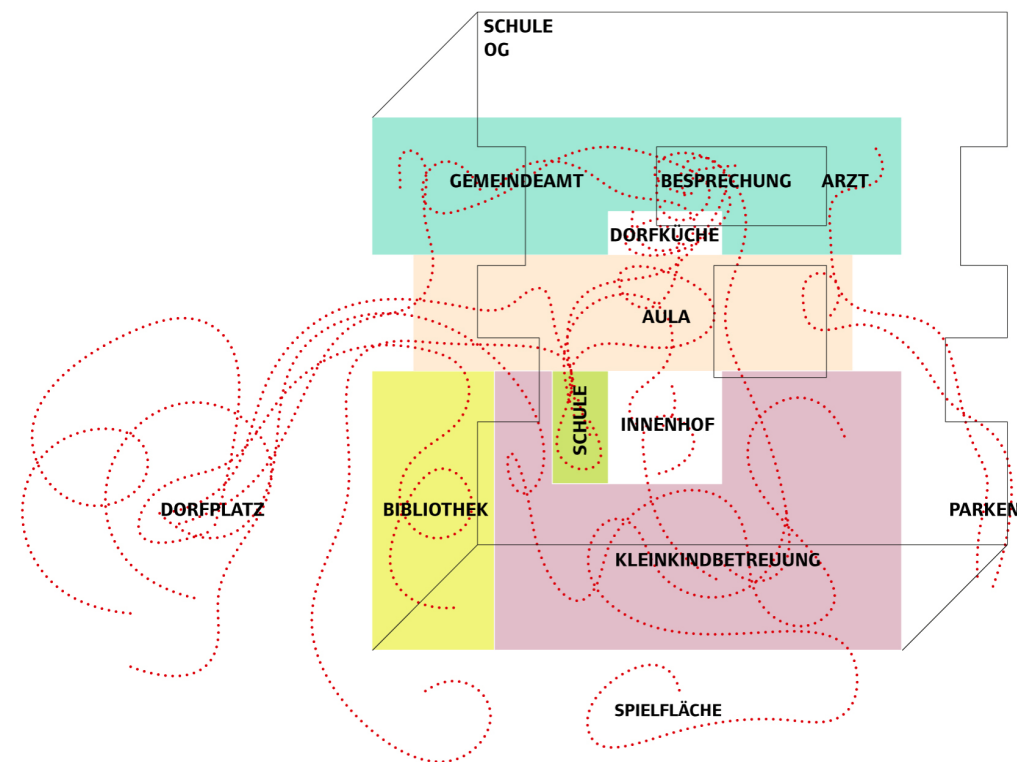 SCHULE
OG
GEMEINDEAMT
BESPRECHUNG
ARZT
DORFKÜCHE
AULA
SCHULE
INNENHOF
DORFPLATZ
BIBLIOTHEK
PARKEN
KLEINKINDBETREUUNG
SPIELFLÄCHE